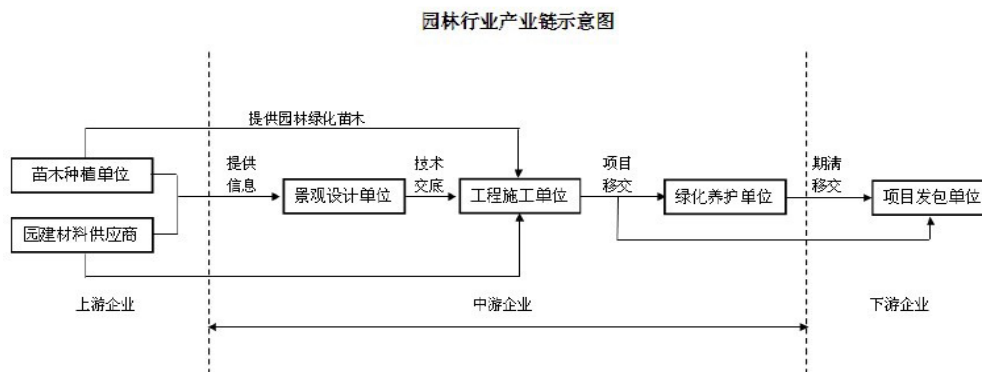 园林行业产业链示意图
提供园林绿化苗木
苗木种植单位
园建材料供应商
提供
信息
景观设计单位
技术
交底
工程施工单位
项目
移交
绿化养护单位
期满
移交
项目发包单位
上游企业
中游企业
下游企业